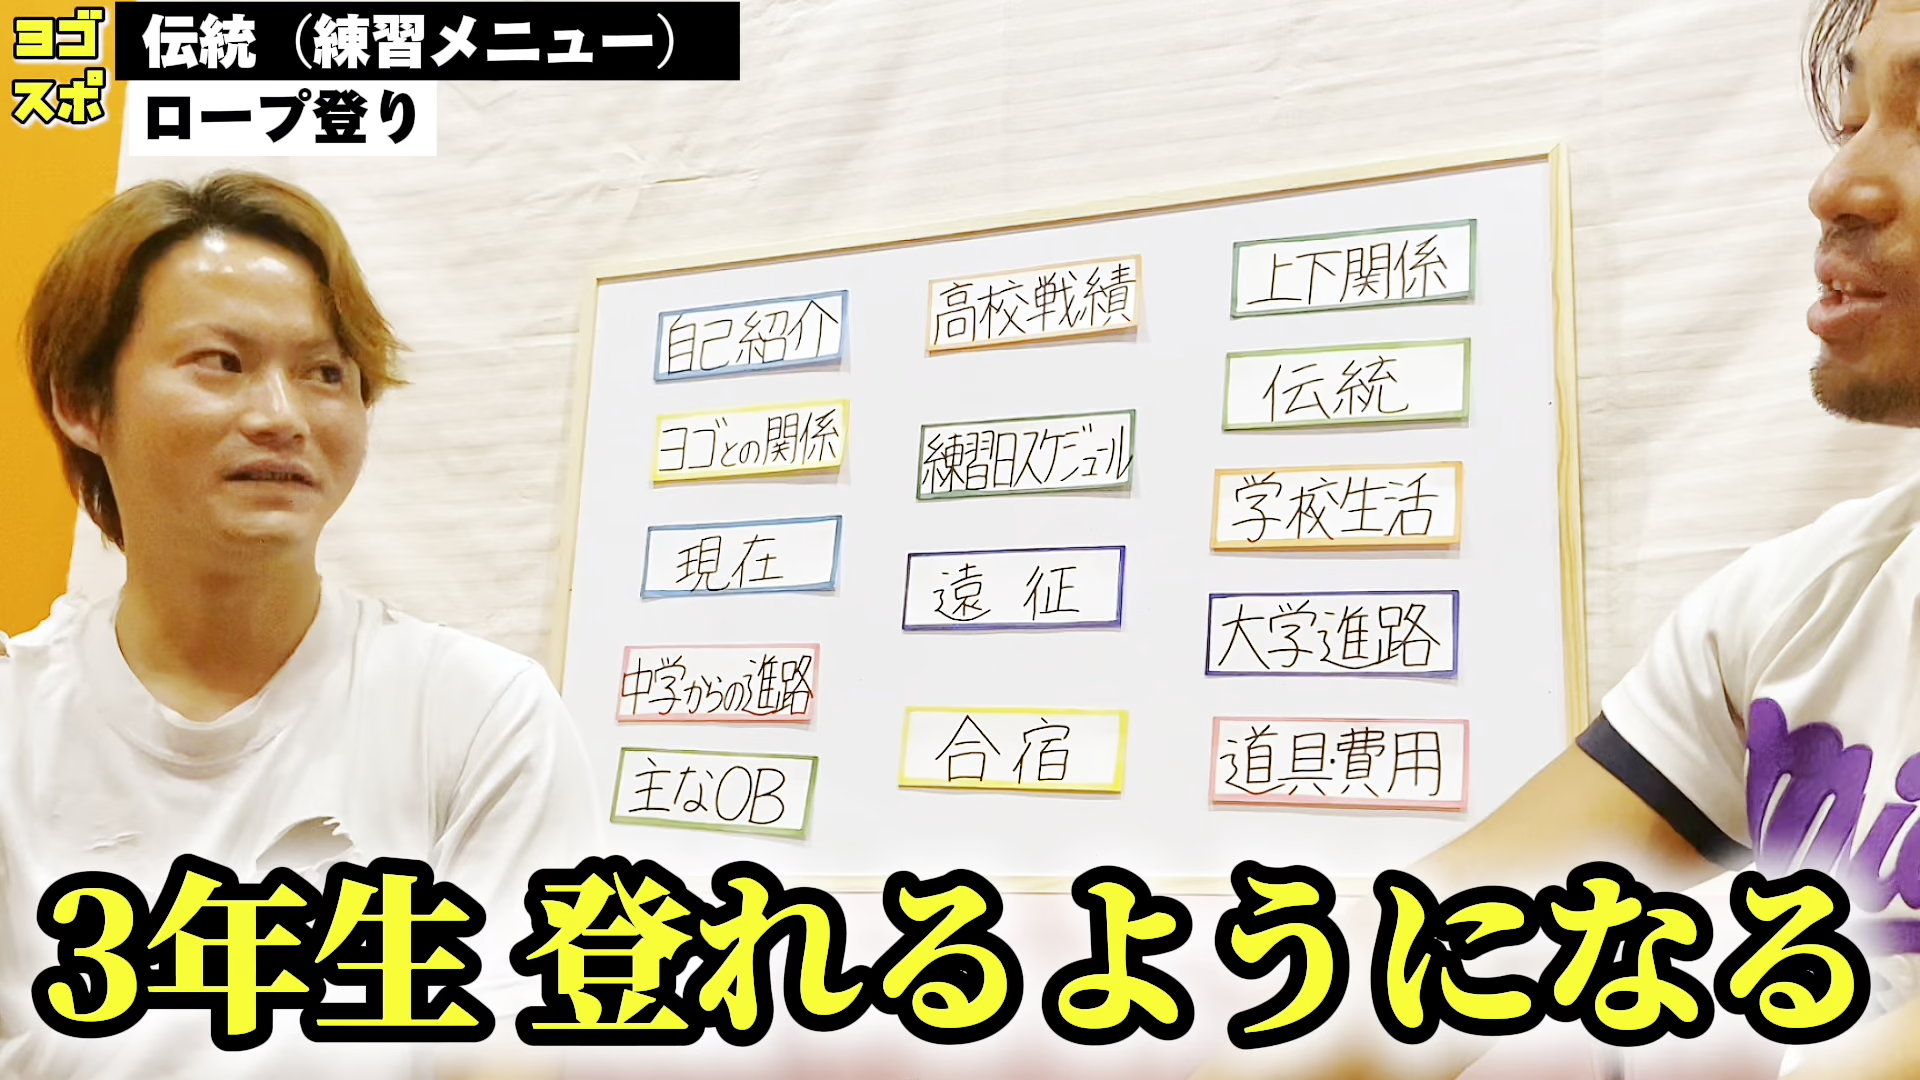 ヨゴ
スポ
伝統（練習メニュー）
ロープ登り
自己紹介
ヨゴとの関係
現在
中学からの進路
主なOB
高校戦績
練習日スケジュール
遠征
合宿
上下関係
伝統
学校生活
大学進路
道具・費用
3年生 登れるようになる